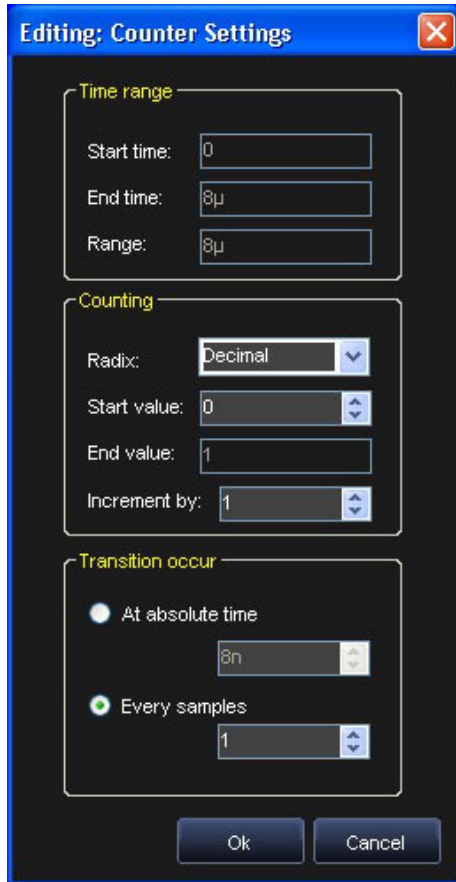 Editing: Counter Settings
Time range
Start time: 0
End time: 8µ
Range: 8µ
Counting
Radix: Decimal
Start value: 0
End value: 1
Increment by: 1
Transition occur
At absolute time
8n
Every samples
1
Ok Cancel